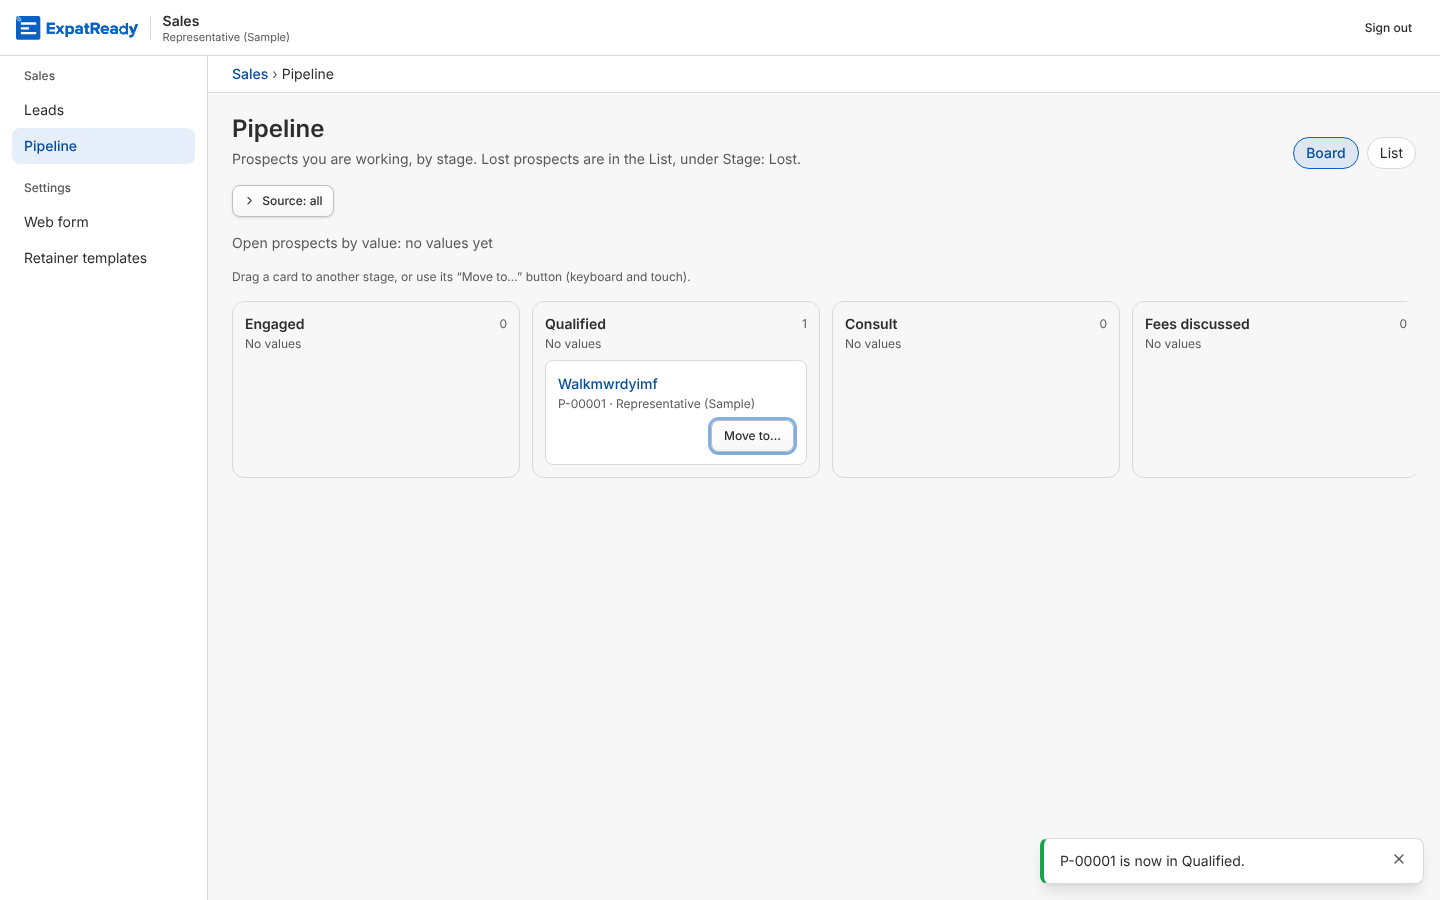 ExpatReady
Sales
Representative (Sample)
Sign out
Sales
Leads
Pipeline
Settings
Web form
Retainer templates
Sales › Pipeline
Pipeline
Prospects you are working, by stage. Lost prospects are in the List, under Stage: Lost.
Board
List
Source: all
Open prospects by value: no values yet
Drag a card to another stage, or use its “Move to...” button (keyboard and touch).
Engaged 0
No values
Qualified 1
No values
Walkmwrdyimf
P-00001 · Representative (Sample)
Move to...
Consult 0
No values
Fees discussed 0
No values
P-00001 is now in Qualified.